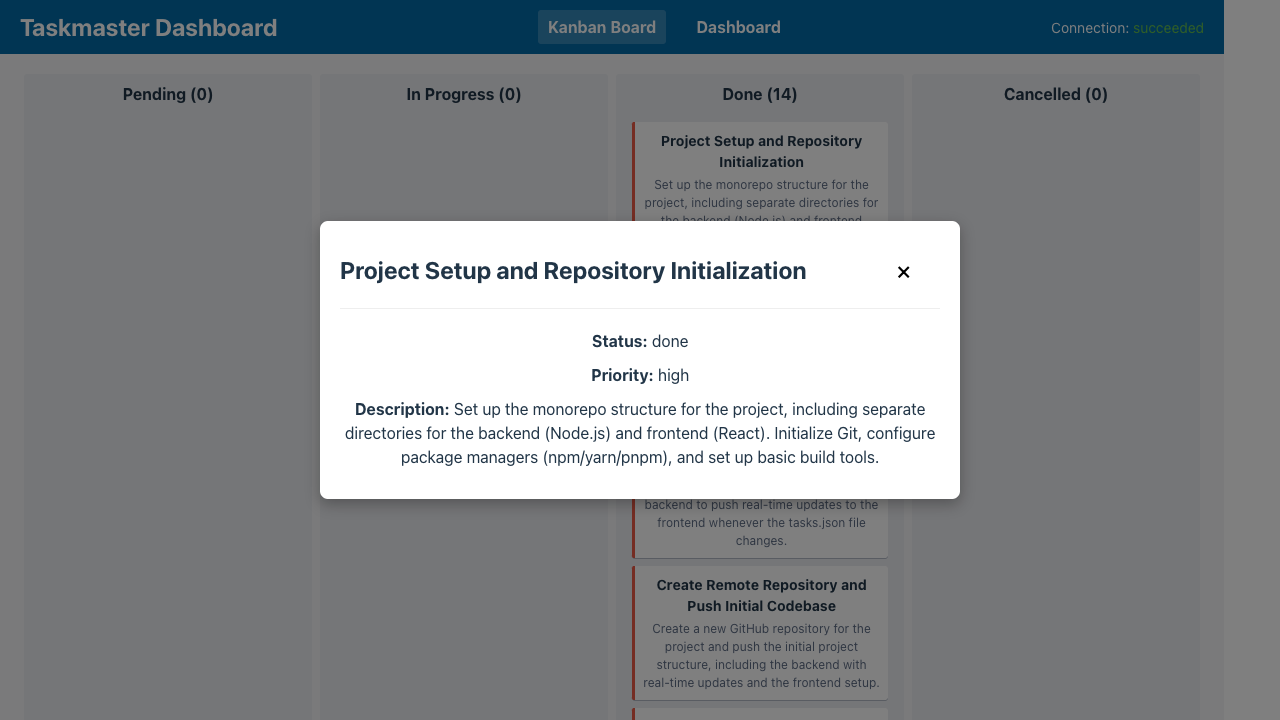 Taskmaster Dashboard
Kanban Board
Dashboard
Connection: succeeded
Pending (0)
In Progress (0)
Done (14)
Cancelled (0)
Project Setup and Repository
Initialization
Set up the monorepo structure for the
project, including separate directories for
the backend (Node.js) and frontend
Project Setup and Repository Initialization
×
Status: done
Priority: high
Description: Set up the monorepo structure for the project, including separate
directories for the backend (Node.js) and frontend (React). Initialize Git, configure
package managers (npm/yarn/pnpm), and set up basic build tools.
backend to push real-time updates to the
frontend whenever the tasks.json file
changes.
Create Remote Repository and
Push Initial Codebase
Create a new GitHub repository for the
project and push the initial project
structure, including the backend with
real-time updates and the frontend setup.